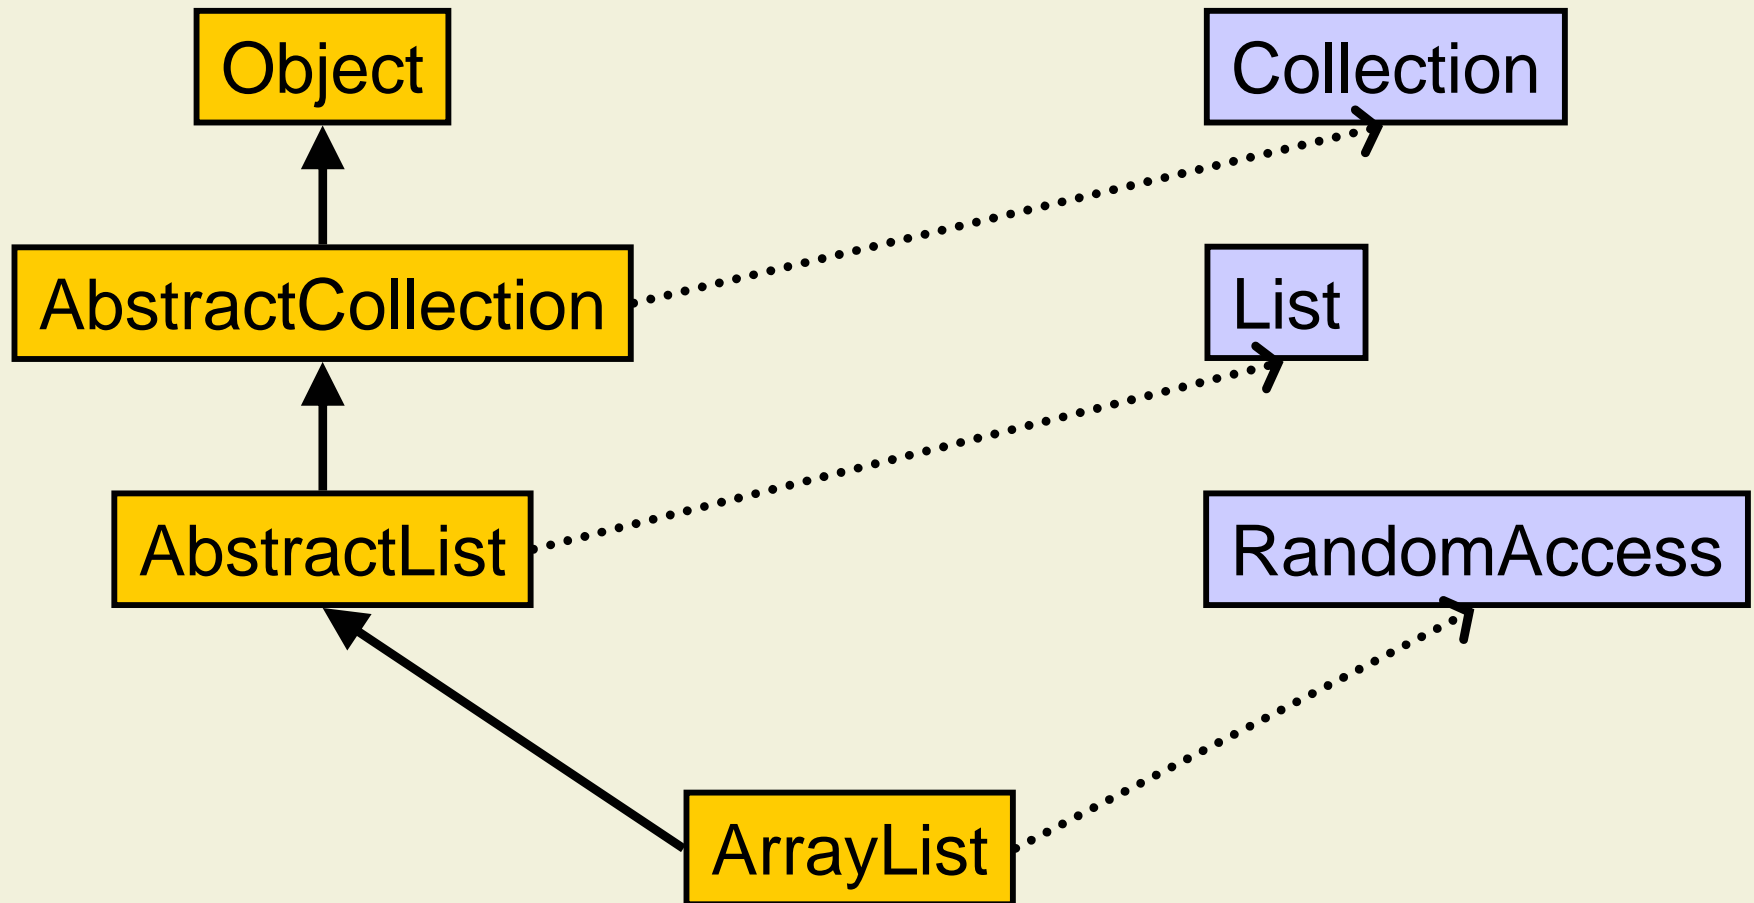 Object
Collection
AbstractCollection
List
AbstractList
RandomAccess
ArrayList